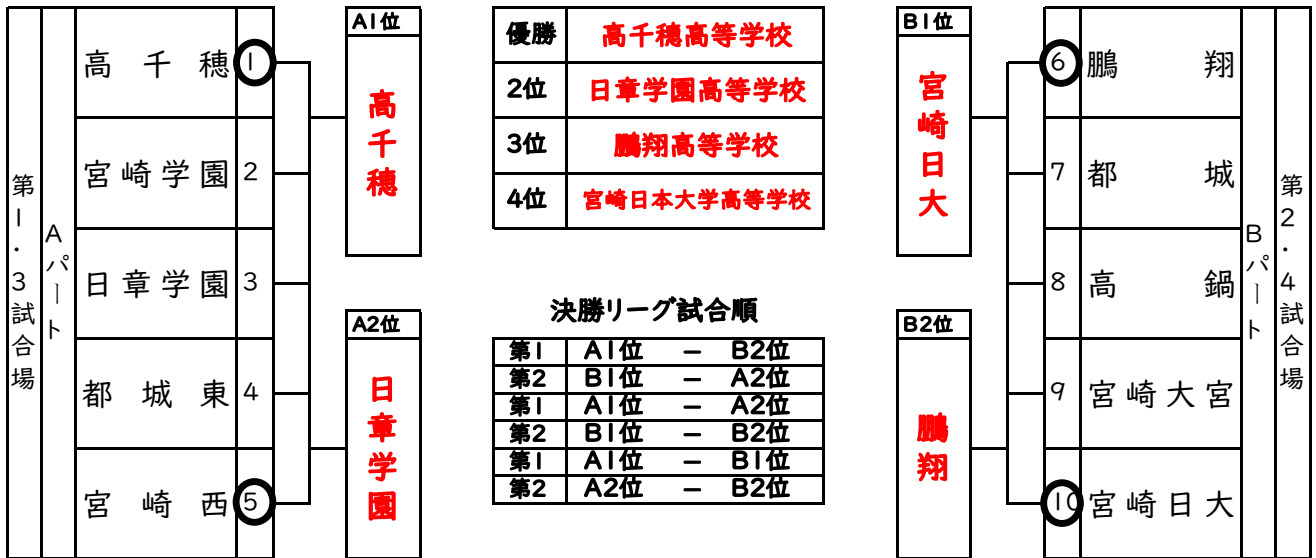 第1・3試合場
Aパート
高千穂 1
宮崎学園 2
日章学園 3
都城東 4
宮崎西 5
A1位
高千穂
A2位
日章学園
優勝 高千穂高等学校
2位 日章学園高等学校
3位 鵬翔高等学校
4位 宮崎日本大学高等学校
決勝リーグ試合順
第1 A1位 － B2位
第2 B1位 － A2位
第1 A1位 － A2位
第2 B1位 － B2位
第1 A1位 － B1位
第2 A2位 － B2位
B1位
宮崎日大
B2位
鵬翔
6 鵬翔
7 都城
8 高鍋
9 宮崎大宮
10 宮崎日大
Bパート
第2・4試合場